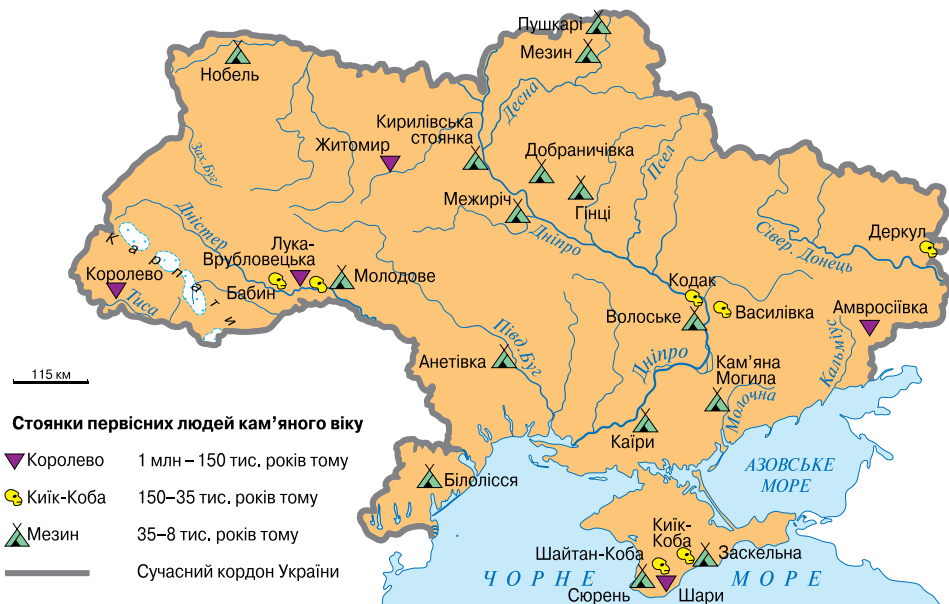 Пушкарі
Мезин
Нобель
Десна
Кирилівська
стоянка
Житомир
Добраничівка
Псел
Зах.Буг
Межиріч
Гінці
Дністер
Дніпро
Сівер. Донець
Деркул
Карпати
Лука-
Врубловецька
Королево
Бабин
Молодове
Тиса
Кодак
Василівка
Волоське
Амвросіївка
Півд.Буг
Анетівка
Дніпро
Кальміус
Кам’яна
Могила
Молочна
115 км
Каїри
Стоянки первісних людей кам’яного віку
Королево 1 млн – 150 тис. років тому
Білолісся
АЗОВСЬКЕ
МОРЕ
Киїк-Коба 150–35 тис. років тому
Мезин 35–8 тис. років тому
Киїк-
Коба
Шайтан-Коба
Заскельна
Сучасний кордон України
ЧОРНЕ МОРЕ
Сюрень
Шари